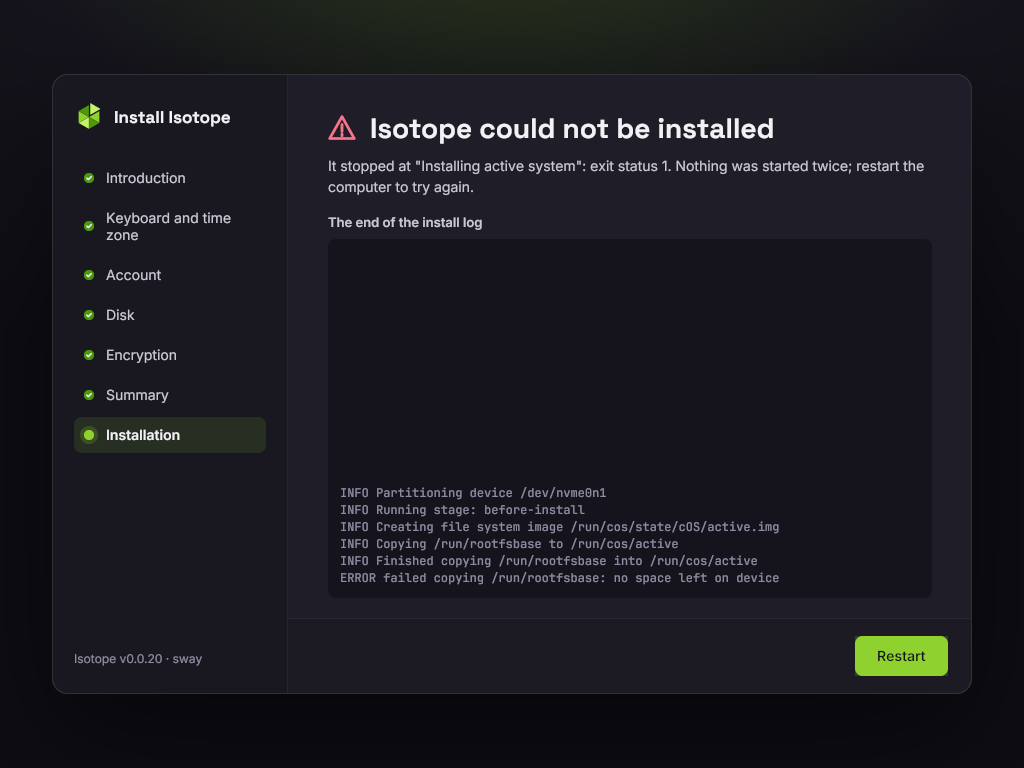 Install Isotope
Introduction
Keyboard and time
zone
Account
Disk
Encryption
Summary
Installation
Isotope v0.0.20 · sway
Isotope could not be installed
It stopped at "Installing active system": exit status 1. Nothing was started twice; restart the
computer to try again.
The end of the install log
INFO Partitioning device /dev/nvme0n1
INFO Running stage: before-install
INFO Creating file system image /run/cos/state/cOS/active.img
INFO Copying /run/rootfsbase to /run/cos/active
INFO Finished copying /run/rootfsbase into /run/cos/active
ERROR failed copying /run/rootfsbase: no space left on device
Restart